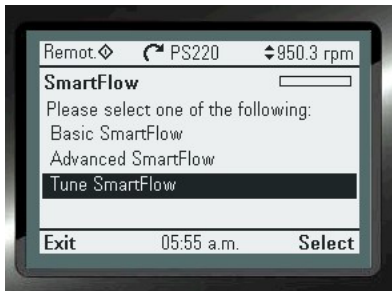 Remot. PS220 950.3 rpm
SmartFlow
Please select one of the following:
Basic SmartFlow
Advanced SmartFlow
Tune SmartFlow
Exit 05:55 a.m. Select